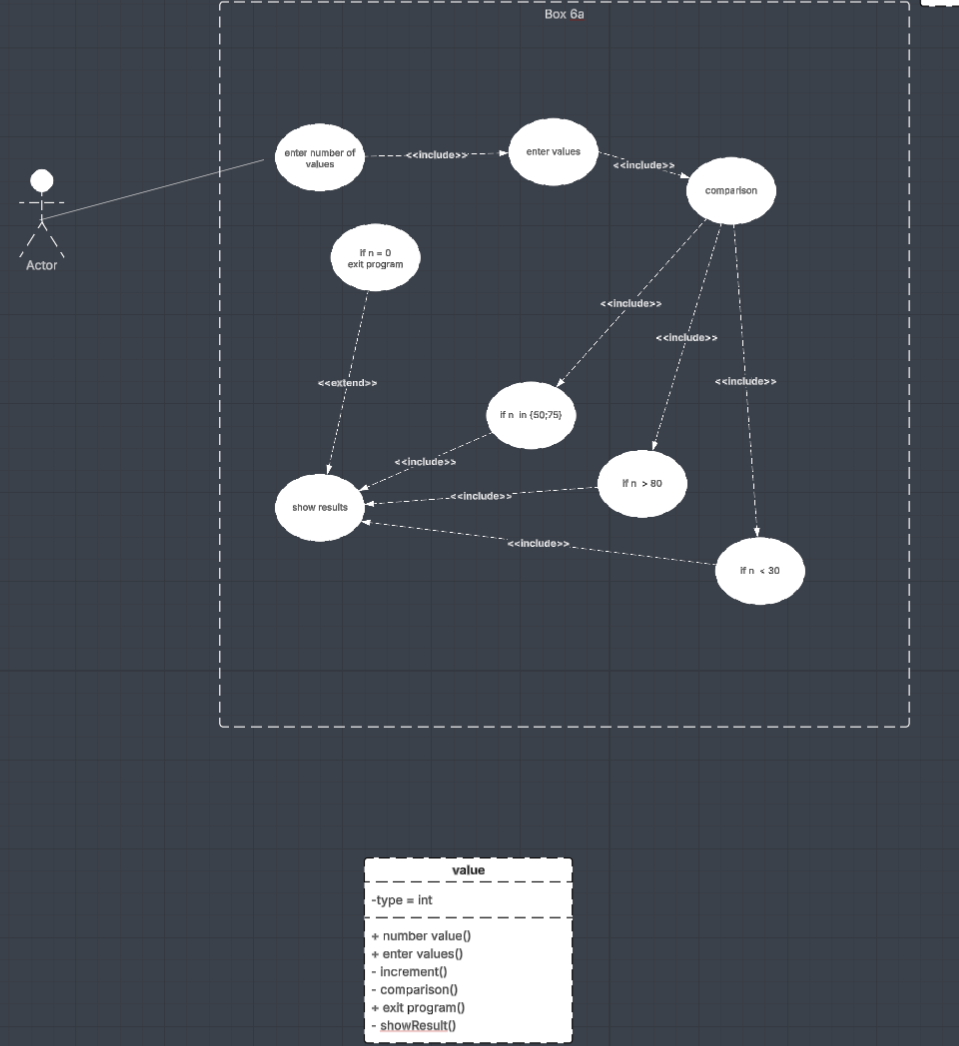 Box 6a
enter number of
values
<<include>>
enter values
<<include>>
comparison
Actor
if n = 0
exit program
<<include>>
<<include>>
<<include>>
<<extend>>
if n in {50;75}
<<include>>
if n > 80
<<include>>
show results
<<include>>
if n < 30
value
-type = int
+ number value()
+ enter values()
- increment()
- comparison()
+ exit program()
- showResult()